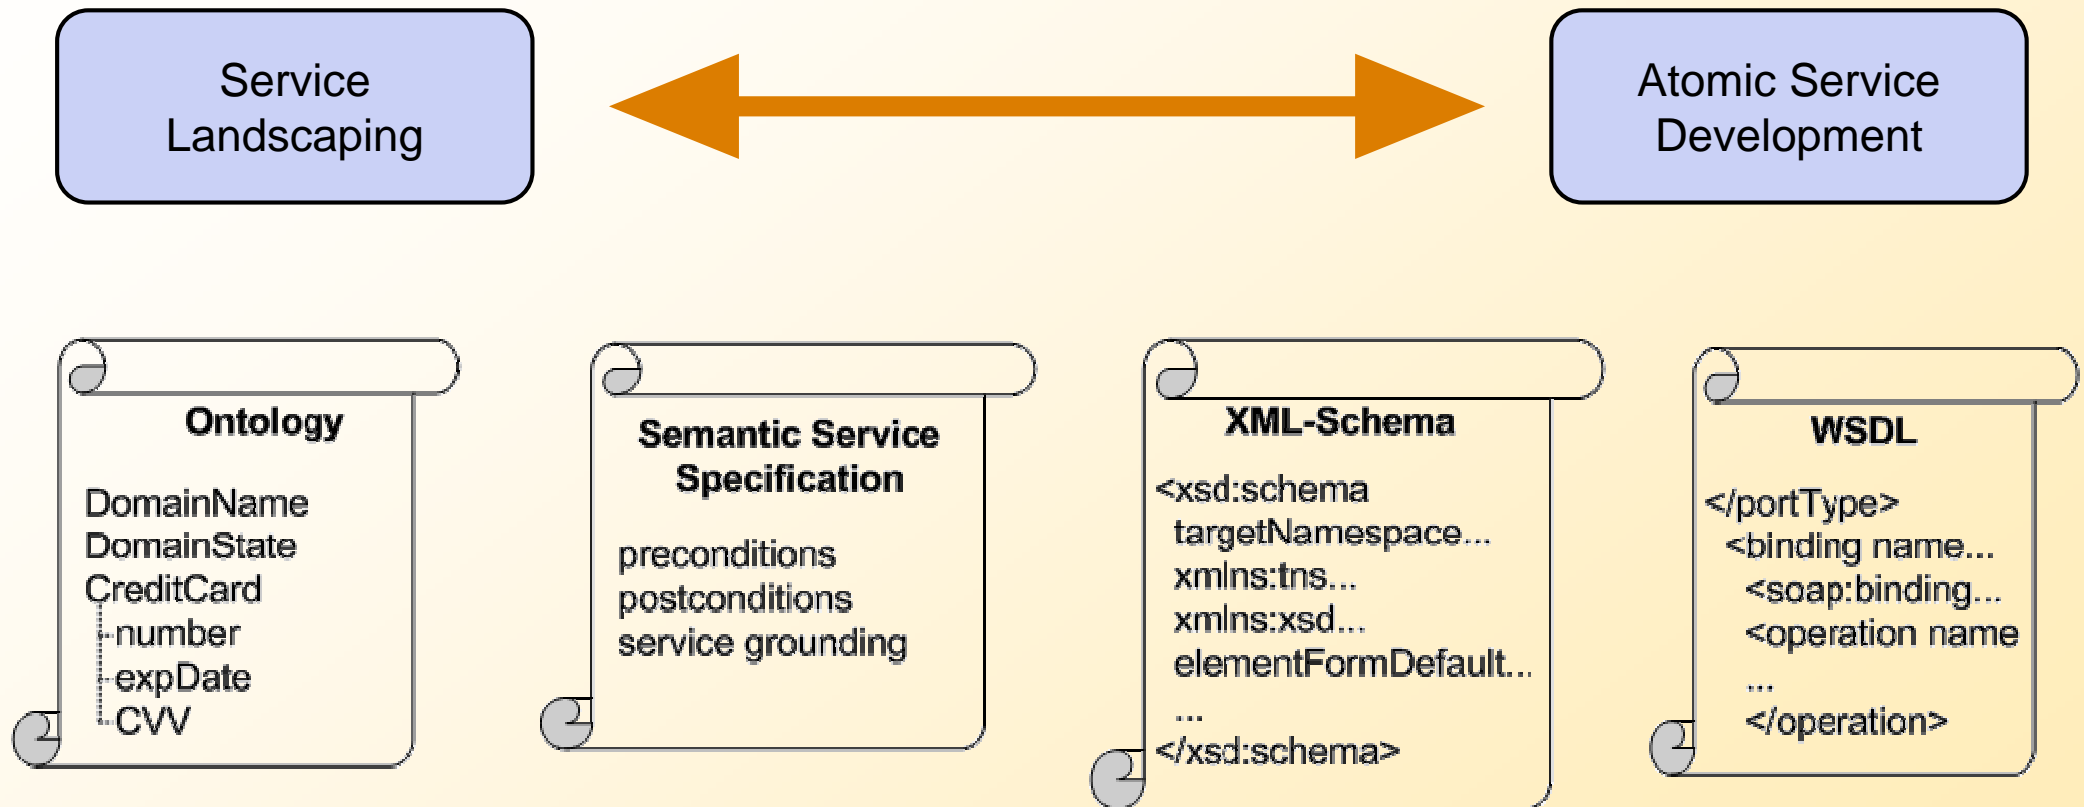 Service
Landscaping
Atomic Service
Development
Ontology
DomainName
DomainState
CreditCard
number
expDate
CVV
Semantic Service
Specification
preconditions
postconditions
service grounding
XML-Schema
<xsd:schema
targetNamespace...
xmlns:tns...
xmlns:xsd...
elementFormDefault...
...
</xsd:schema>
WSDL
</portType>
<binding name...
<soap:binding...
<operation name
...
</operation>